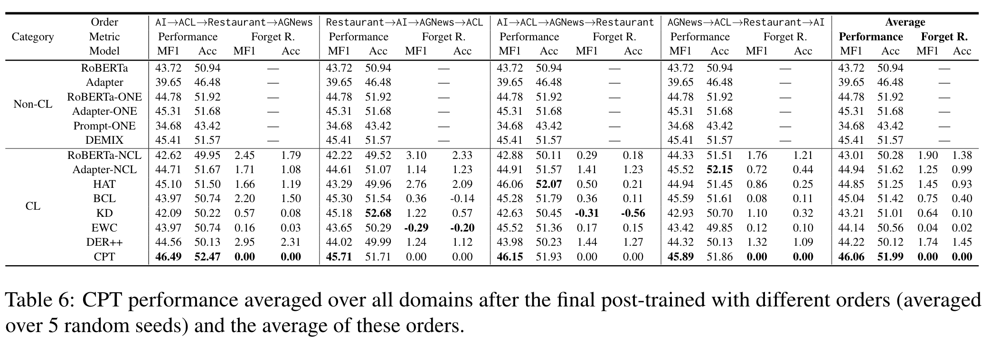 Order AI→ACL→Restaurant→AGNews Restaurant→AI→AGNews→ACL AI→ACL→AGNews→Restaurant AGNews→ACL→Restaurant→AI Average
Category Metric Performance Forget R. Performance Forget R. Performance Forget R. Performance Forget R. Performance Forget R.
Model MF1 Acc MF1 Acc MF1 Acc MF1 Acc MF1 Acc MF1 Acc MF1 Acc MF1 Acc MF1 Acc MF1 Acc
RoBERTa 43.72 50.94 — 43.72 50.94 — 43.72 50.94 — 43.72 50.94 — 43.72 50.94 —
Adapter 39.65 46.48 — 39.65 46.48 — 39.65 46.48 — 39.65 46.48 — 39.65 46.48 —
RoBERTa-ONE 44.78 51.92 — 44.78 51.92 — 44.78 51.92 — 44.78 51.92 — 44.78 51.92 —
Non-CL
Adapter-ONE 45.31 51.68 — 45.31 51.68 — 45.31 51.68 — 45.31 51.68 — 45.31 51.68 —
Prompt-ONE 34.68 43.42 — 34.68 43.42 — 34.68 43.42 — 34.68 43.42 — 34.68 43.42 —
DEMIX 45.41 51.57 — 45.41 51.57 — 45.41 51.57 — 45.41 51.57 — 45.41 51.57 —
RoBERTa-NCL 42.62 49.95 2.45 1.79 42.22 49.52 3.10 2.33 42.88 50.11 0.29 0.18 44.33 51.51 1.76 1.21 43.01 50.28 1.90 1.38
Adapter-NCL 44.71 51.67 1.71 1.08 44.61 51.07 1.14 1.23 44.91 51.57 1.41 1.23 45.52 52.15 0.72 0.44 44.94 51.62 1.25 0.99
HAT 45.10 51.50 1.66 1.19 43.29 49.96 2.76 2.09 46.06 52.07 0.50 0.21 44.94 51.45 0.86 0.25 44.85 51.25 1.45 0.93
BCL 43.97 50.74 2.20 1.50 45.30 51.54 0.36 -0.14 45.28 51.79 0.36 0.11 45.59 51.61 0.08 0.11 45.04 51.42 0.75 0.40
CL
KD 42.09 50.22 0.57 0.08 45.18 52.68 1.22 0.57 42.63 50.45 -0.31 -0.56 42.93 50.70 1.10 0.32 43.21 51.01 0.64 0.10
EWC 43.97 50.74 0.16 0.03 43.65 50.29 -0.29 -0.20 45.52 51.36 0.17 0.15 43.42 49.85 0.12 0.10 44.14 50.56 0.04 0.02
DER++ 44.56 50.13 2.95 2.31 44.02 49.99 1.24 1.12 43.98 50.23 1.44 1.27 44.32 50.13 1.32 1.09 44.22 50.12 1.74 1.45
CPT 46.49 52.47 0.00 0.00 45.71 51.71 0.00 0.00 46.15 51.93 0.00 0.00 45.89 51.86 0.00 0.00 46.06 51.99 0.00 0.00
Table 6: CPT performance averaged over all domains after the final post-trained with different orders (averaged
over 5 random seeds) and the average of these orders.